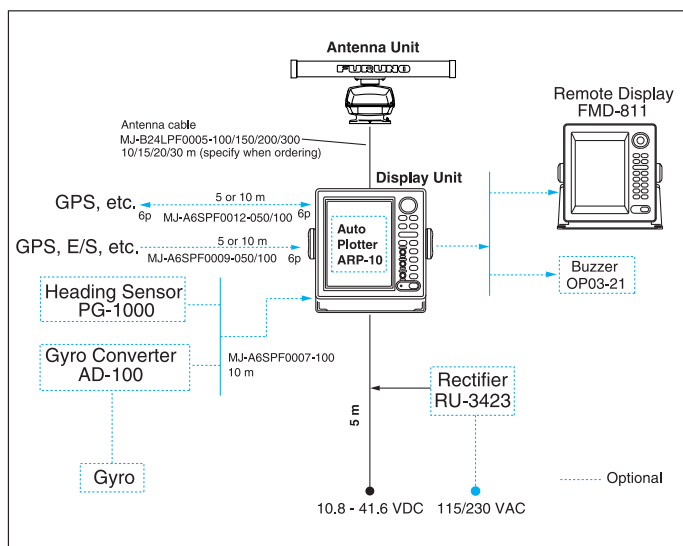 Antenna Unit
FURUNO
Remote Display
FMD-811
Antenna cable
MJ-B24LPF0005-100/150/200/300
10/15/20/30 m (specify when ordering)
Display Unit
GPS, etc.
5 or 10 m
6p
MJ-A6SPF0012-050/100
6p
Auto
Plotter
ARP-10
GPS, E/S, etc.
5 or 10 m
MJ-A6SPF0009-050/100
6p
Buzzer
OP03-21
Heading Sensor
PG-1000
Gyro Converter
AD-100
MJ-A6SPF0007-100
10 m
Rectifier
RU-3423
5 m
Gyro
Optional
10.8 - 41.6 VDC
115/230 VAC